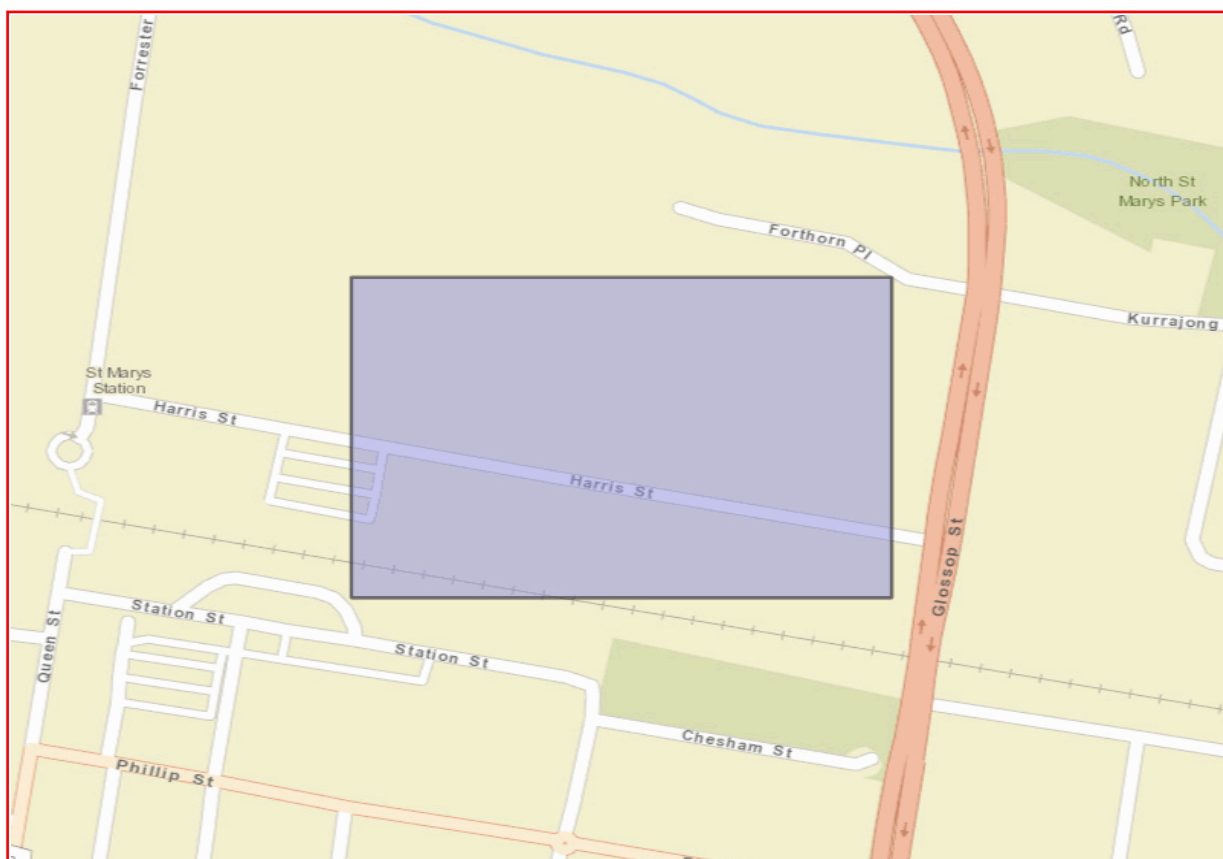 Forrester
Rd
North St
Marys Park
Forthorn Pl
Kurrajong
St Marys
Station
Harris St
Harris St
Glossop St
Station St
Queen St
Station St
Chesham St
Phillip St